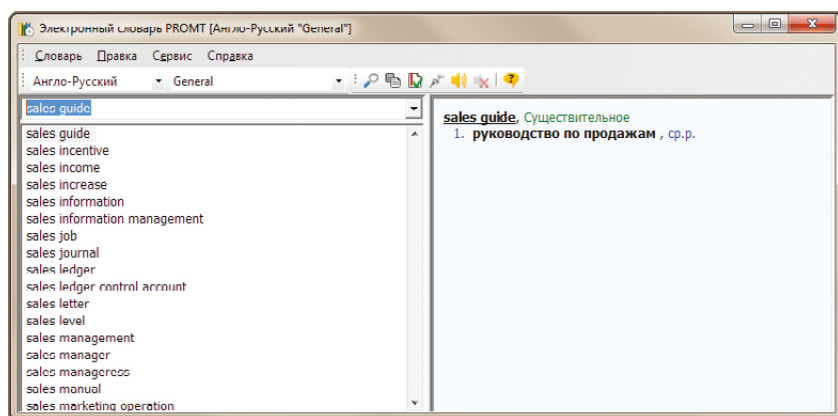 Электронный словарь PROMT [Англо-Русский "General"]
Словарь Правка Сервис Справка
Англо-Русский General
sales guide
sales guide
sales incentive
sales income
sales increase
sales information
sales information management
sales job
sales journal
sales ledger
sales ledger control account
sales letter
sales level
sales management
sales manager
sales manageress
sales manual
sales marketing operation
sales guide, Существительное
1. руководство по продажам , ср.р.